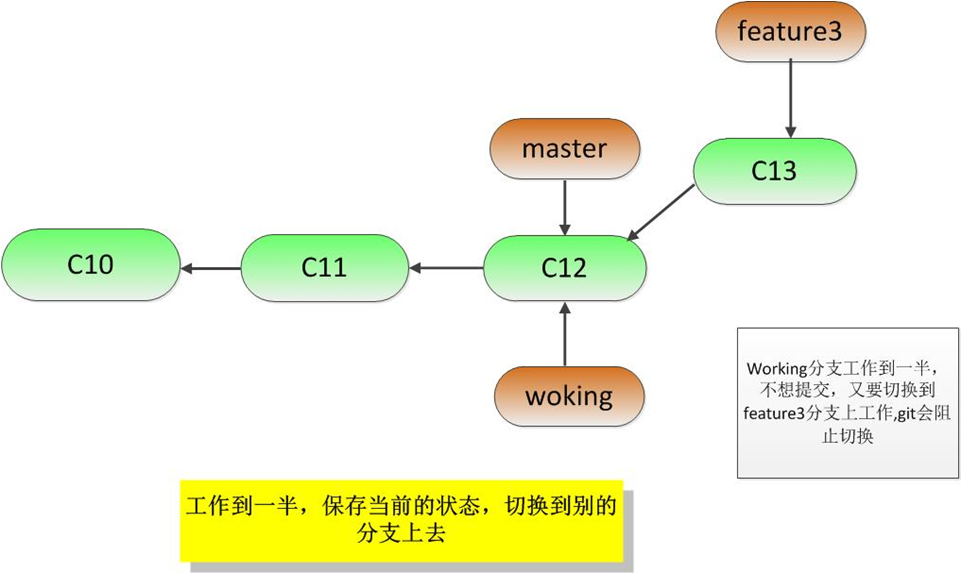 feature3
master
C13
C10
C11
C12
woking
Working分支工作到一半，
不想提交，又要切换到
feature3分支上工作,git会阻
止切换
工作到一半，保存当前的状态，切换到别的
分支上去